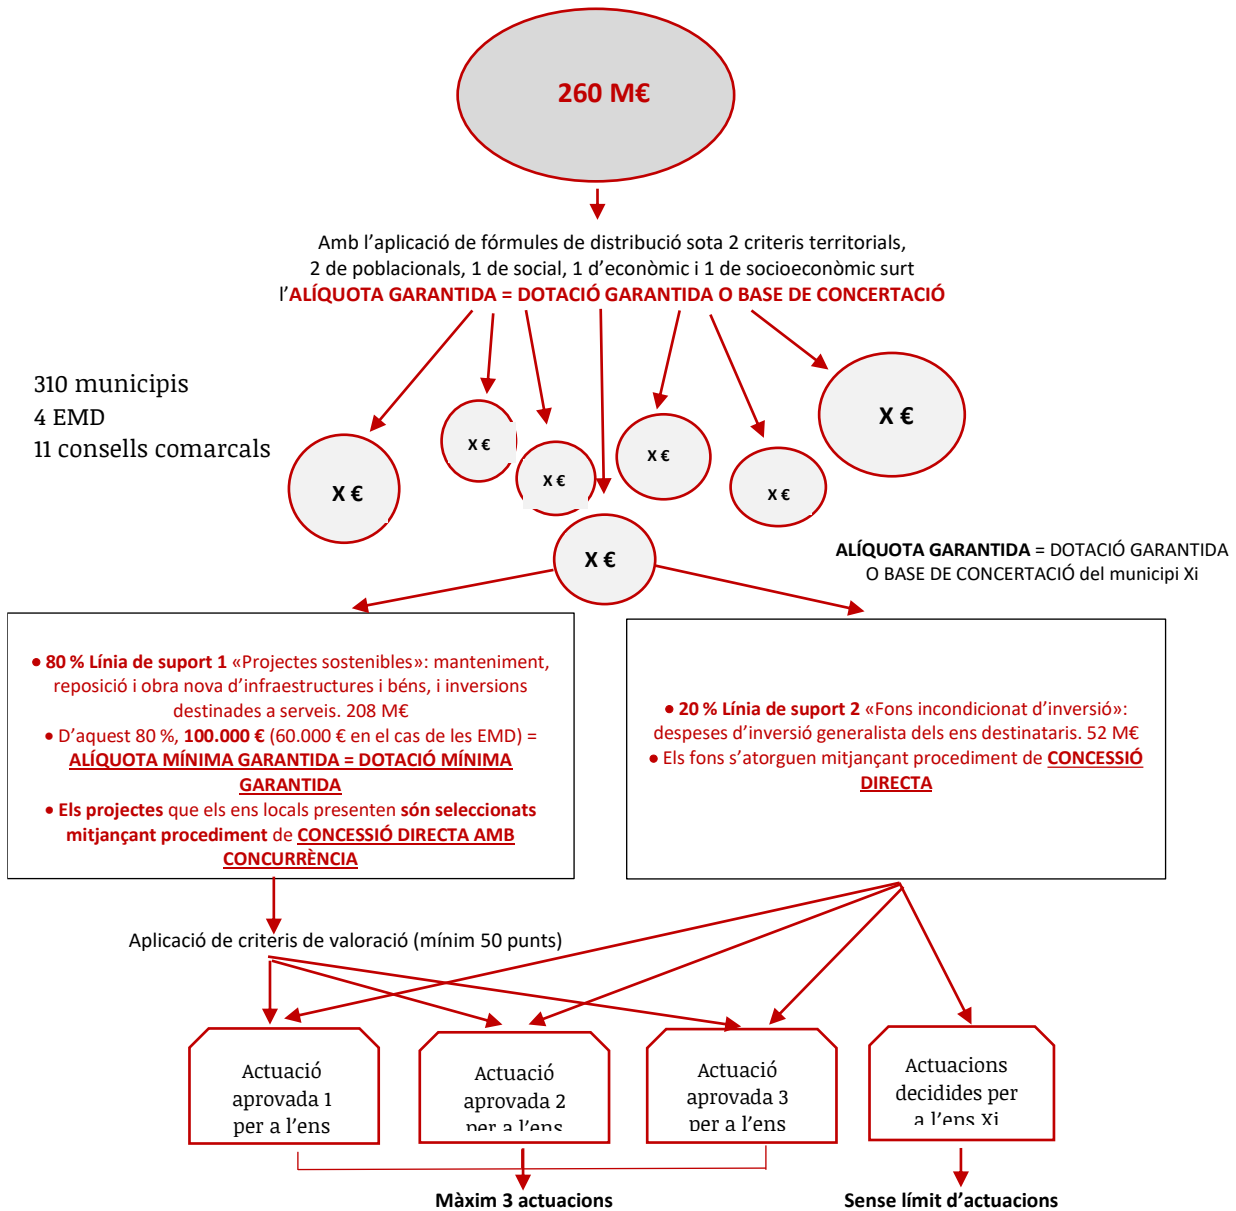 260 M€
Amb l’aplicació de fórmules de distribució sota 2 criteris territorials,
2 de poblacionals, 1 de social, 1 d’econòmic i 1 de socioeconòmic surt
l’ALÍQUOTA GARANTIDA = DOTACIÓ GARANTIDA O BASE DE CONCERTACIÓ
310 municipis
4 EMD
11 consells comarcals
X €
X €
X €
X €
X €
X €
X €
ALÍQUOTA GARANTIDA = DOTACIÓ GARANTIDA
O BASE DE CONCERTACIÓ del municipi Xi
● 80 % Línia de suport 1 «Projectes sostenibles»: manteniment,
reposició i obra nova d’infraestructures i béns, i inversions
destinades a serveis. 208 M€
● D’aquest 80 %, 100.000 € (60.000 € en el cas de les EMD) =
ALÍQUOTA MÍNIMA GARANTIDA = DOTACIÓ MÍNIMA
GARANTIDA
● Els projectes que els ens locals presenten són seleccionats
mitjançant procediment de CONCESSIÓ DIRECTA AMB
CONCURRÈNCIA
● 20 % Línia de suport 2 «Fons incondicionat d’inversió»:
despeses d’inversió generalista dels ens destinataris. 52 M€
● Els fons s’atorguen mitjançant procediment de CONCESSIÓ
DIRECTA
Aplicació de criteris de valoració (mínim 50 punts)
Actuació
aprovada 1
per a l’ens
Actuació
aprovada 2
per a l’ens
Actuació
aprovada 3
per a l’ens
Actuacions
decidides per
a l’ens Xi
Màxim 3 actuacions
Sense límit d’actuacions